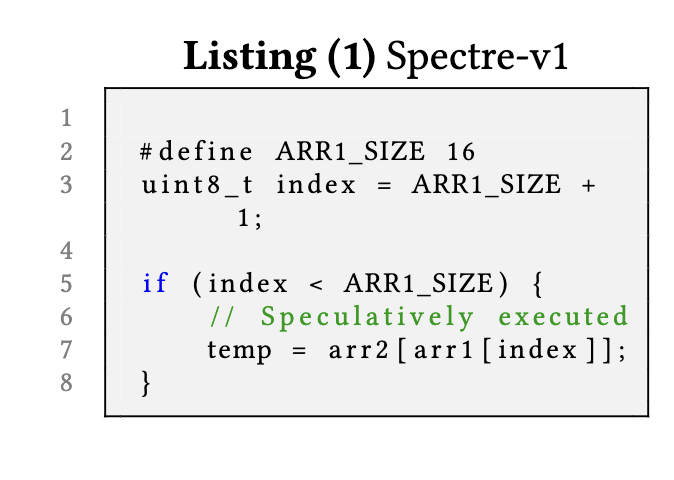 Listing (1) Spectre-v1
1
2 #define ARR1_SIZE 16
3 uint8_t index = ARR1_SIZE +
1;
4
5 if (index < ARR1_SIZE) {
6 // Speculatively executed
7 temp = arr2[arr1[index]];
8 }